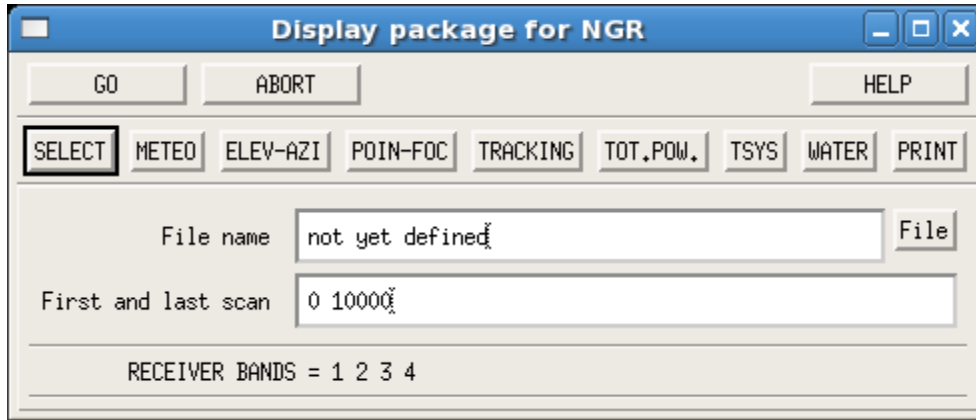 Display package for NGR
GO ABORT HELP
SELECT METEO ELEV-AZI POIN-FOC TRACKING TOT.POW. TSYS WATER PRINT
File name not yet defined File
First and last scan 0 10000
RECEIVER BANDS = 1 2 3 4